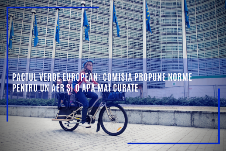 PACTUL VERDE EUROPEAN: COMISIA PROPUNE NORME
PENTRU UN AER ȘI O APĂ MAI CURATE